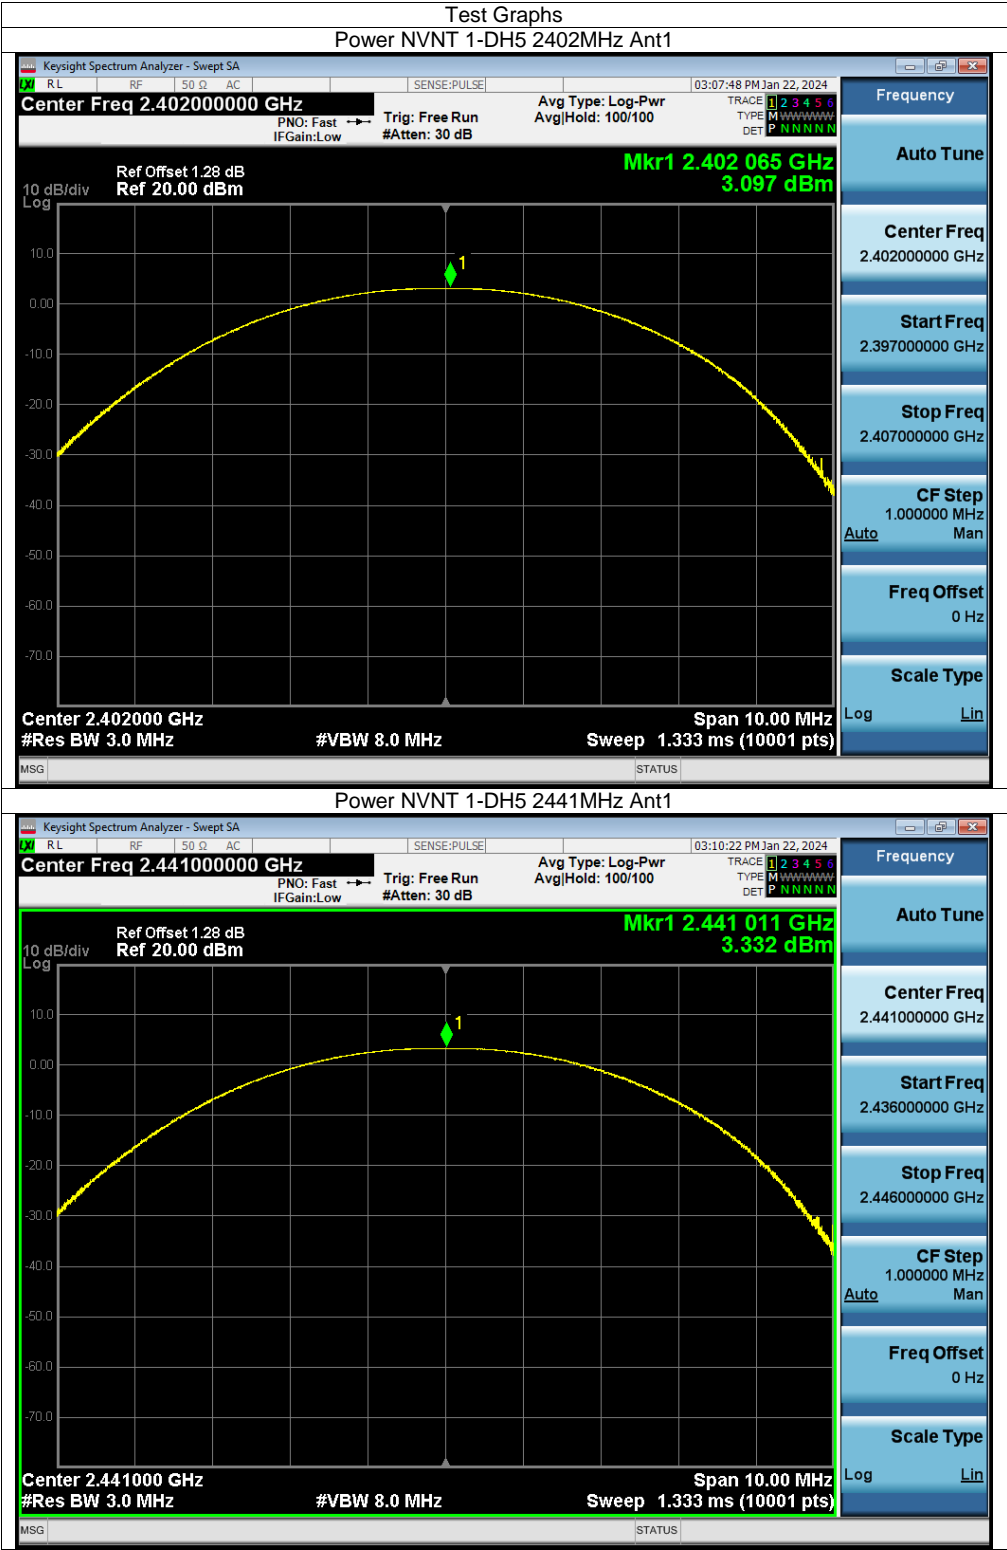 Test Graphs
Power NVNT 1-DH5 2402MHz Ant1
Keysight Spectrum Analyzer - Swept SA
LXI RL RF 50 Ω AC SENSE:PULSE 03:07:48 PM Jan 22, 2024
Center Freq 2.402000000 GHz
PNO: Fast
IFGain:Low
Trig: Free Run
#Atten: 30 dB
Avg Type: Log-Pwr
Avg|Hold: 100/100
TRACE 1 2 3 4 5 6
TYPE M WWWWW
DET P N N N N N
Frequency
Mkr1 2.402 065 GHz
3.097 dBm
Ref Offset 1.28 dB
10 dB/div Ref 20.00 dBm
Log
10.0
0.00
-10.0
-20.0
-30.0
-40.0
-50.0
-60.0
-70.0
1
Center 2.402000 GHz
Span 10.00 MHz
#Res BW 3.0 MHz
#VBW 8.0 MHz
Sweep 1.333 ms (10001 pts)
MSG STATUS
Auto Tune
Center Freq
2.402000000 GHz
Start Freq
2.397000000 GHz
Stop Freq
2.407000000 GHz
CF Step
1.000000 MHz
Auto Man
Freq Offset
0 Hz
Scale Type
Log Lin
Power NVNT 1-DH5 2441MHz Ant1
Keysight Spectrum Analyzer - Swept SA
LXI RL RF 50 Ω AC SENSE:PULSE 03:10:22 PM Jan 22, 2024
Center Freq 2.441000000 GHz
PNO: Fast
IFGain:Low
Trig: Free Run
#Atten: 30 dB
Avg Type: Log-Pwr
Avg|Hold: 100/100
TRACE 1 2 3 4 5 6
TYPE M WWWWW
DET P N N N N N
Frequency
Mkr1 2.441 011 GHz
3.332 dBm
Ref Offset 1.28 dB
10 dB/div Ref 20.00 dBm
Log
10.0
0.00
-10.0
-20.0
-30.0
-40.0
-50.0
-60.0
-70.0
1
Center 2.441000 GHz
Span 10.00 MHz
#Res BW 3.0 MHz
#VBW 8.0 MHz
Sweep 1.333 ms (10001 pts)
MSG STATUS
Auto Tune
Center Freq
2.441000000 GHz
Start Freq
2.436000000 GHz
Stop Freq
2.446000000 GHz
CF Step
1.000000 MHz
Auto Man
Freq Offset
0 Hz
Scale Type
Log Lin